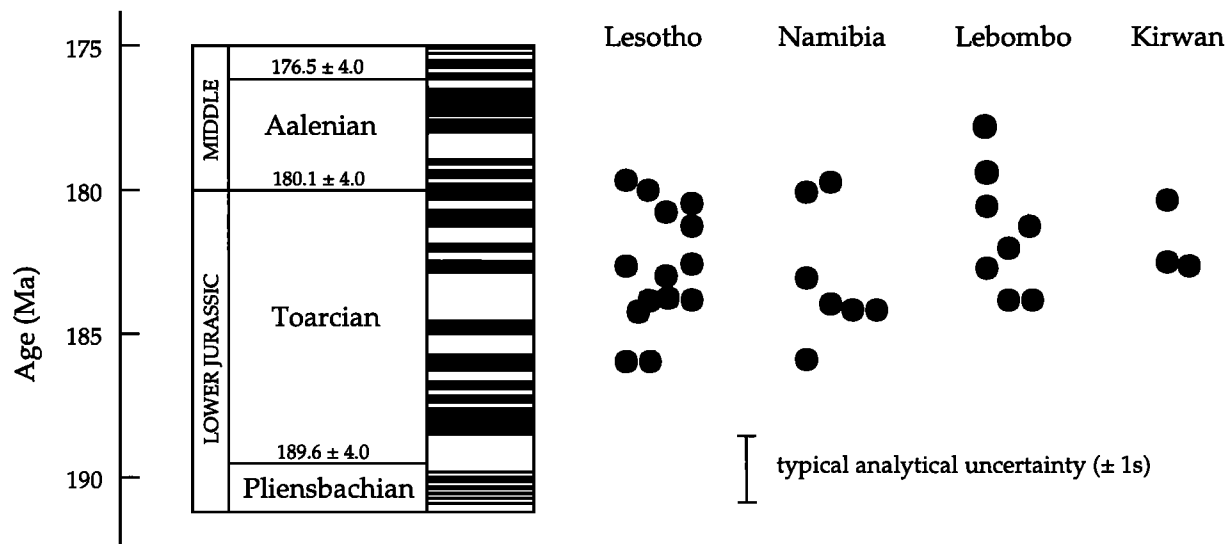 Lesotho Namibia Lebombo Kirwan
175
176.5 ± 4.0
MIDDLE
Aalenian
180.1 ± 4.0
180
Age (Ma)
LOWER JURASSIC
Toarcian
185
189.6 ± 4.0
190
Pliensbachian
typical analytical uncertainty (± 1s)